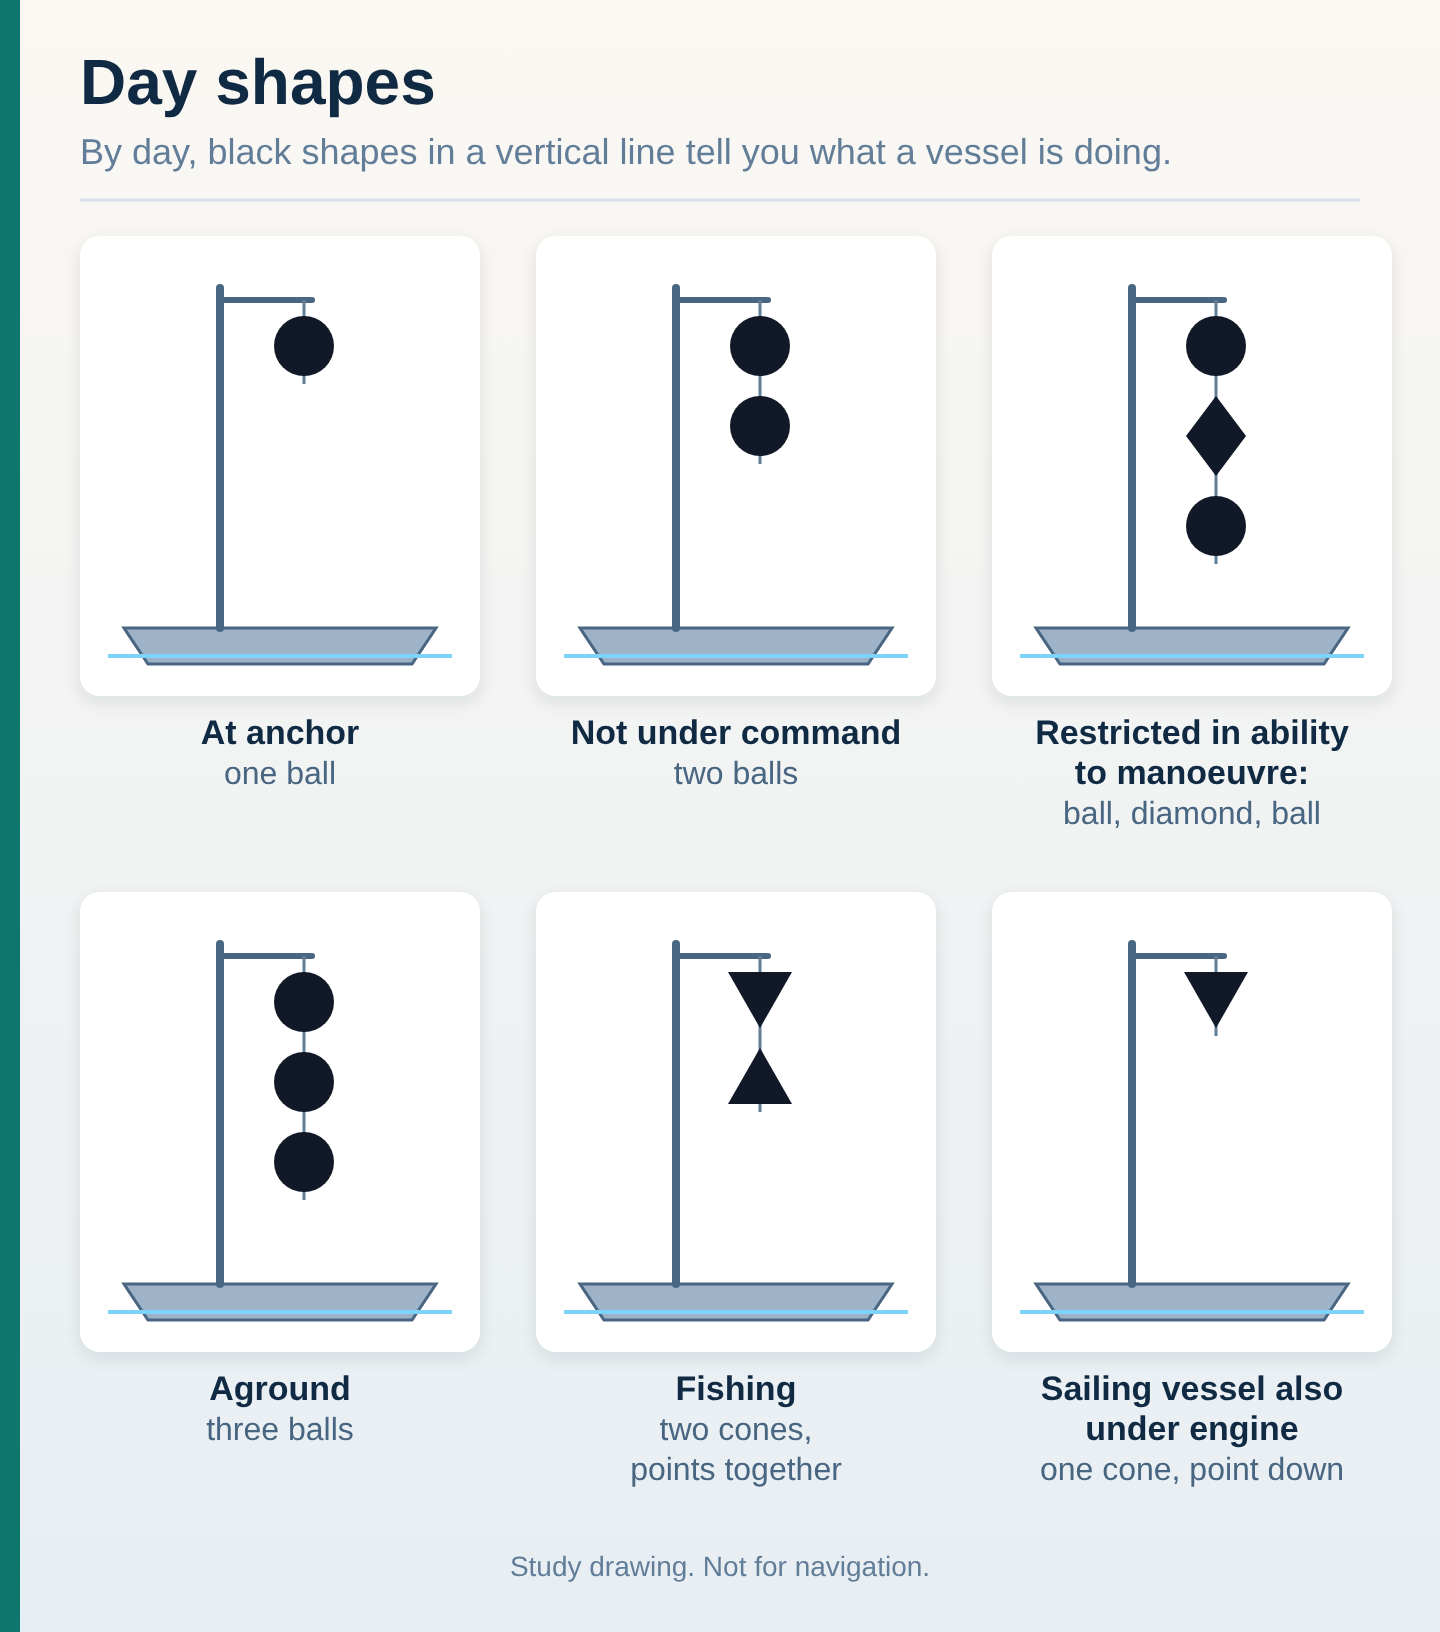 Day shapes
By day, black shapes in a vertical line tell you what a vessel is doing.
At anchor
one ball
Not under command
two balls
Restricted in ability
to manoeuvre:
ball, diamond, ball
Aground
three balls
Fishing
two cones,
points together
Sailing vessel also
under engine
one cone, point down
Study drawing. Not for navigation.